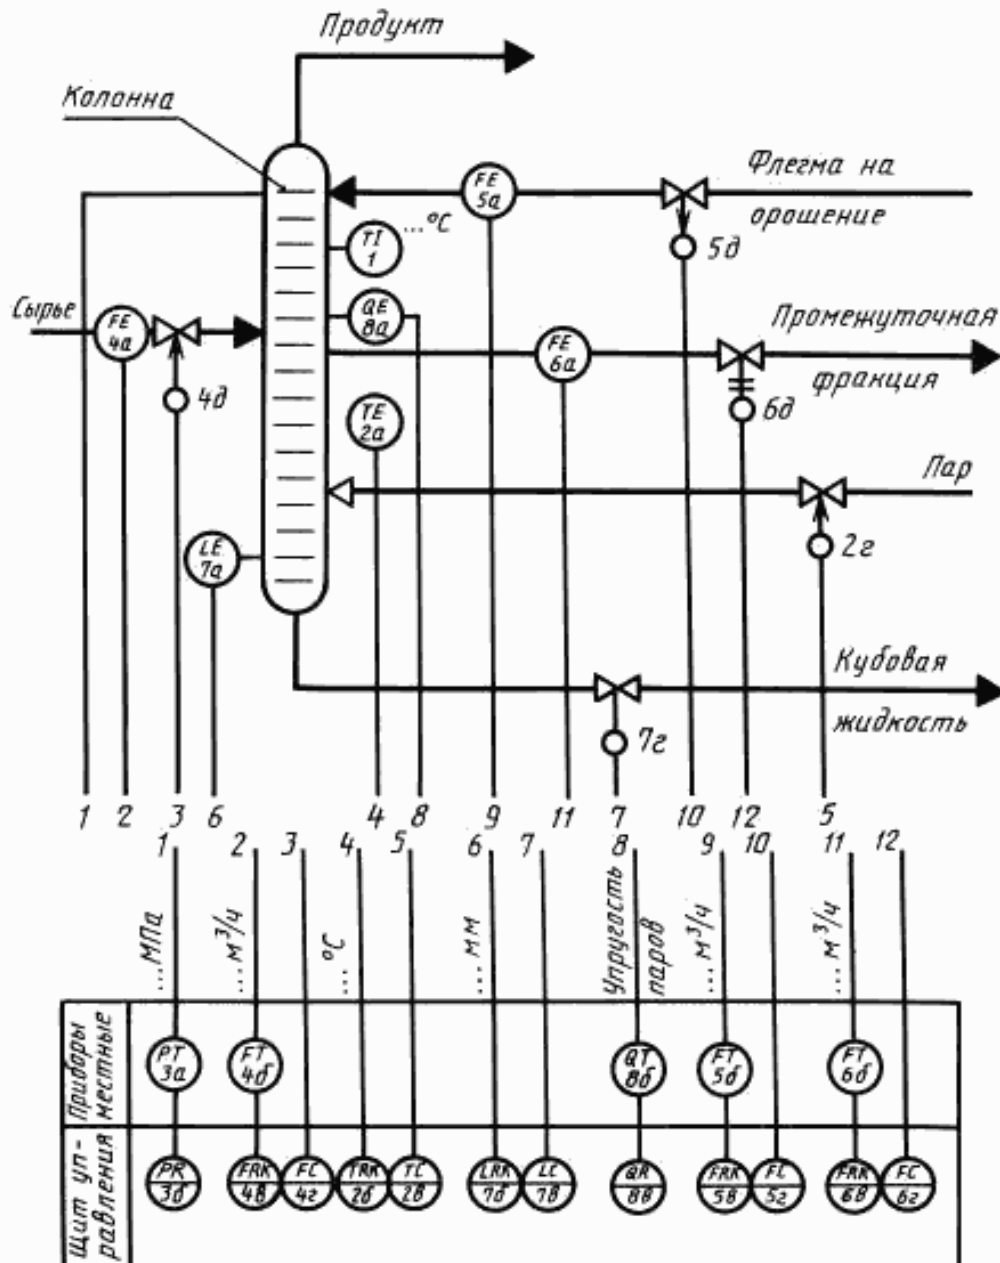 Продукт
Колонна
Флегма на
орошение
FE
5а
5д
...°C
TI
1
QE
8а
Сырье
FE
4а
4д
Промежуточная
фракция
FE
6а
6д
TE
2а
Пар
2г
LE
7а
Кубовая
жидкость
7г
1 2 3 6 4 8 9 11 7 10 12 5
1 2 3 4 5 6 7 8 9 10 11 12
...МПа
...м³/ч
...°C
...мм
Упругость
паров
...м³/ч
...м³/ч
Приборы
местные
PT
3а
FT
4б
QT
8б
FT
5б
FT
6б
Щит уп-
равления
PR
3б
FRK
4в
FC
4г
TRK
2б
TC
2в
LRK
7б
LC
7в
QR
8в
FRK
5в
FC
5г
FRK
6в
FC
6г